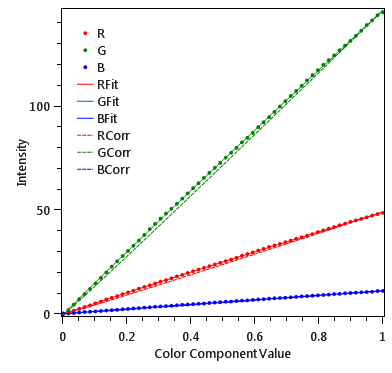 R
G
B
RFit
GFit
BFit
RCorr
GCorr
BCorr
Intensity
100
50
0
0 0.2 0.4 0.6 0.8 1
Color Component Value